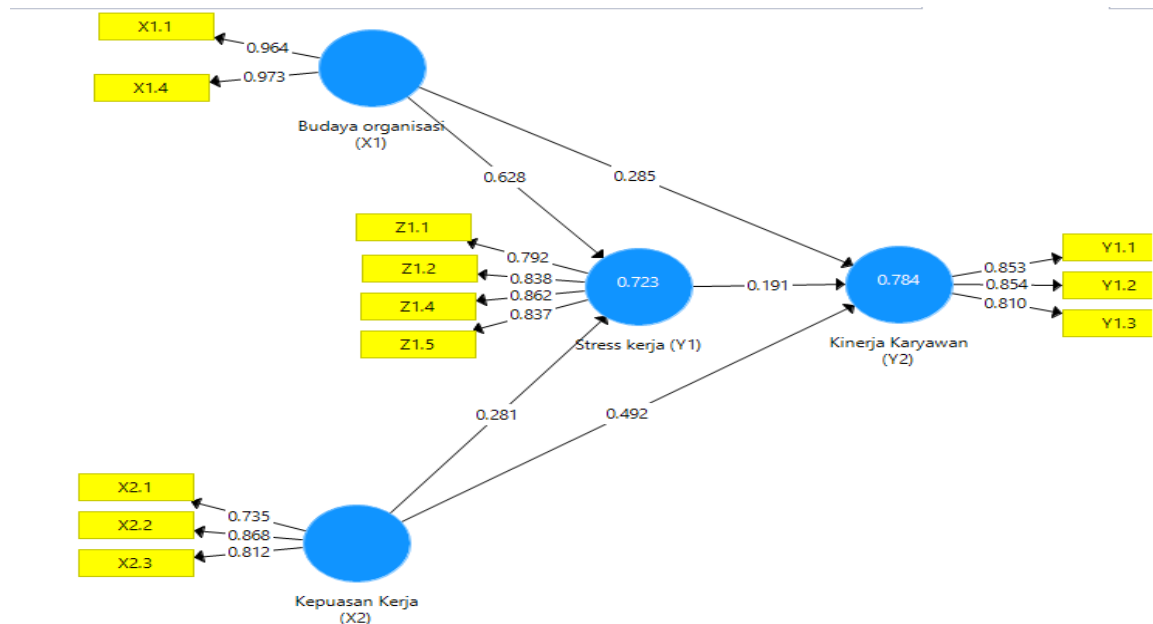 X1.1
0.964
X1.4
0.973
Budaya organisasi
(X1)
0.628
0.285
Z1.1
0.792
Z1.2
0.838
Z1.4
0.862
Z1.5
0.837
0.723
Stress kerja (Y1)
0.191
0.784
Kinerja Karyawan
(Y2)
0.853
Y1.1
0.854
Y1.2
0.810
Y1.3
0.281
0.492
X2.1
0.735
X2.2
0.868
X2.3
0.812
Kepuasan Kerja
(X2)